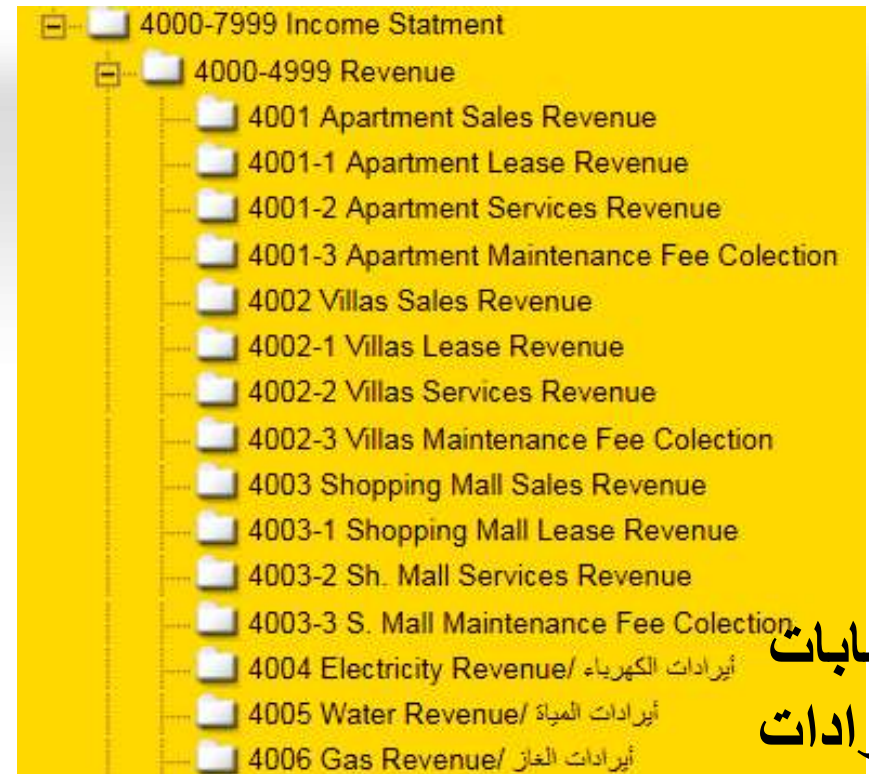 4000-7999 Income Statment
4000-4999 Revenue
4001 Apartment Sales Revenue
4001-1 Apartment Lease Revenue
4001-2 Apartment Services Revenue
4001-3 Apartment Maintenance Fee Colection
4002 Villas Sales Revenue
4002-1 Villas Lease Revenue
4002-2 Villas Services Revenue
4002-3 Villas Maintenance Fee Colection
4003 Shopping Mall Sales Revenue
4003-1 Shopping Mall Lease Revenue
4003-2 Sh. Mall Services Revenue
4003-3 S. Mall Maintenance Fee Colection
4004 Electricity Revenue/ أيرادات الكهرباء
4005 Water Revenue/ أيرادات المياة
4006 Gas Revenue/ أيرادات الغاز